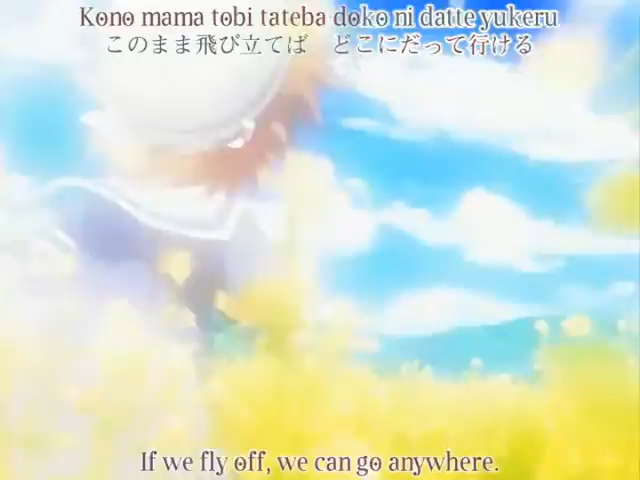 Kono mama tobi tateba doko ni datte yukeru
このまま飛び立てば　どこにだって行ける
If we fly off, we can go anywhere.